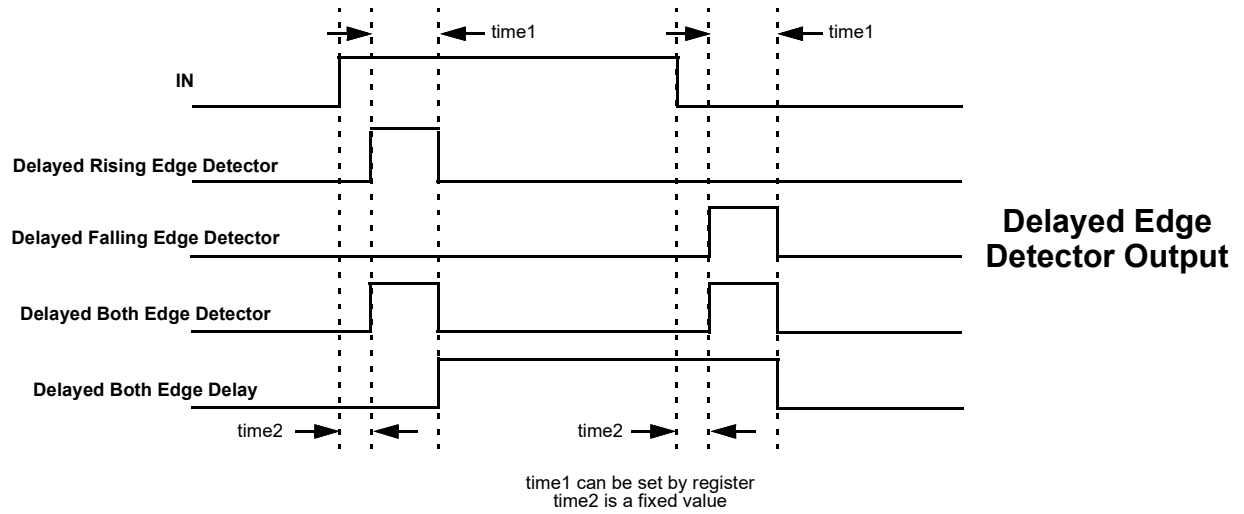 time1
time1
IN
Delayed Rising Edge Detector
Delayed Falling Edge Detector
Delayed Edge
Detector Output
Delayed Both Edge Detector
Delayed Both Edge Delay
time2
time2
time1 can be set by register
time2 is a fixed value